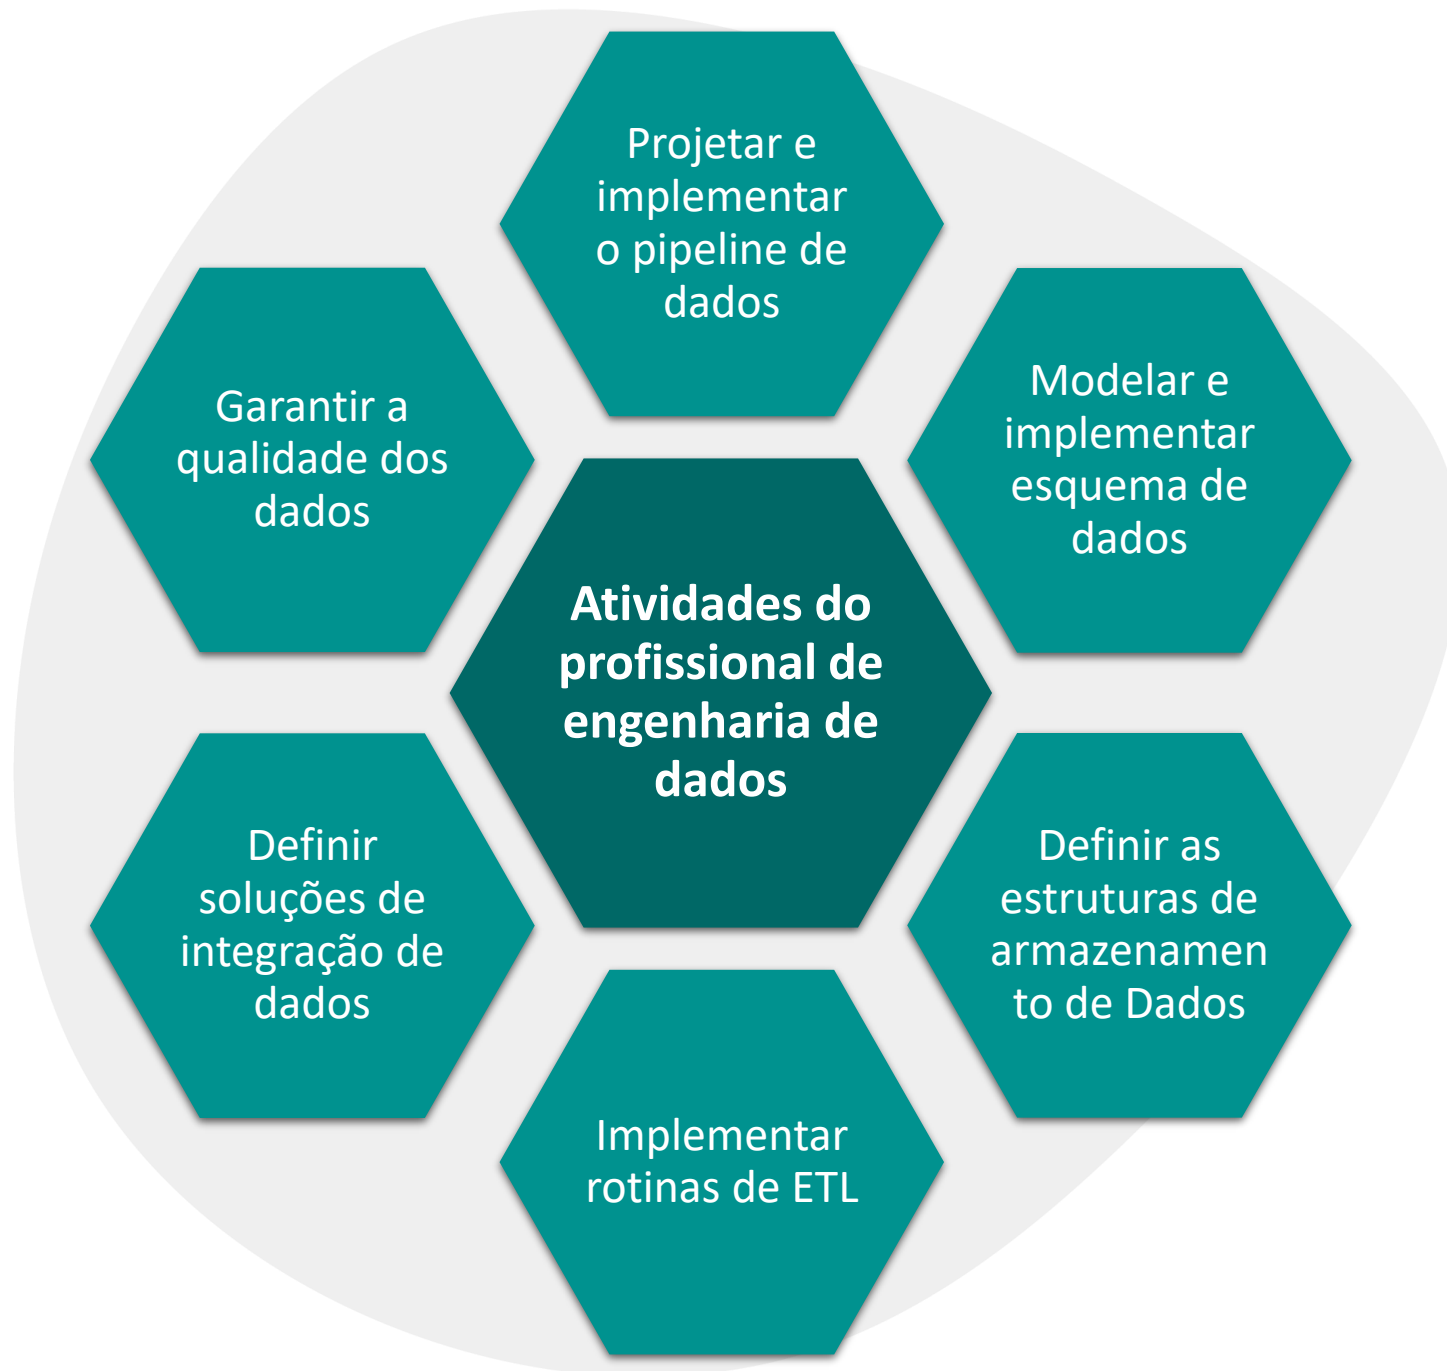 Projetar e
implementar
o pipeline de
dados
Modelar e
implementar
esquema de
dados
Definir as
estruturas de
armazenamen
to de Dados
Implementar
rotinas de ETL
Definir
soluções de
integração de
dados
Garantir a
qualidade dos
dados
Atividades do
profissional de
engenharia de
dados